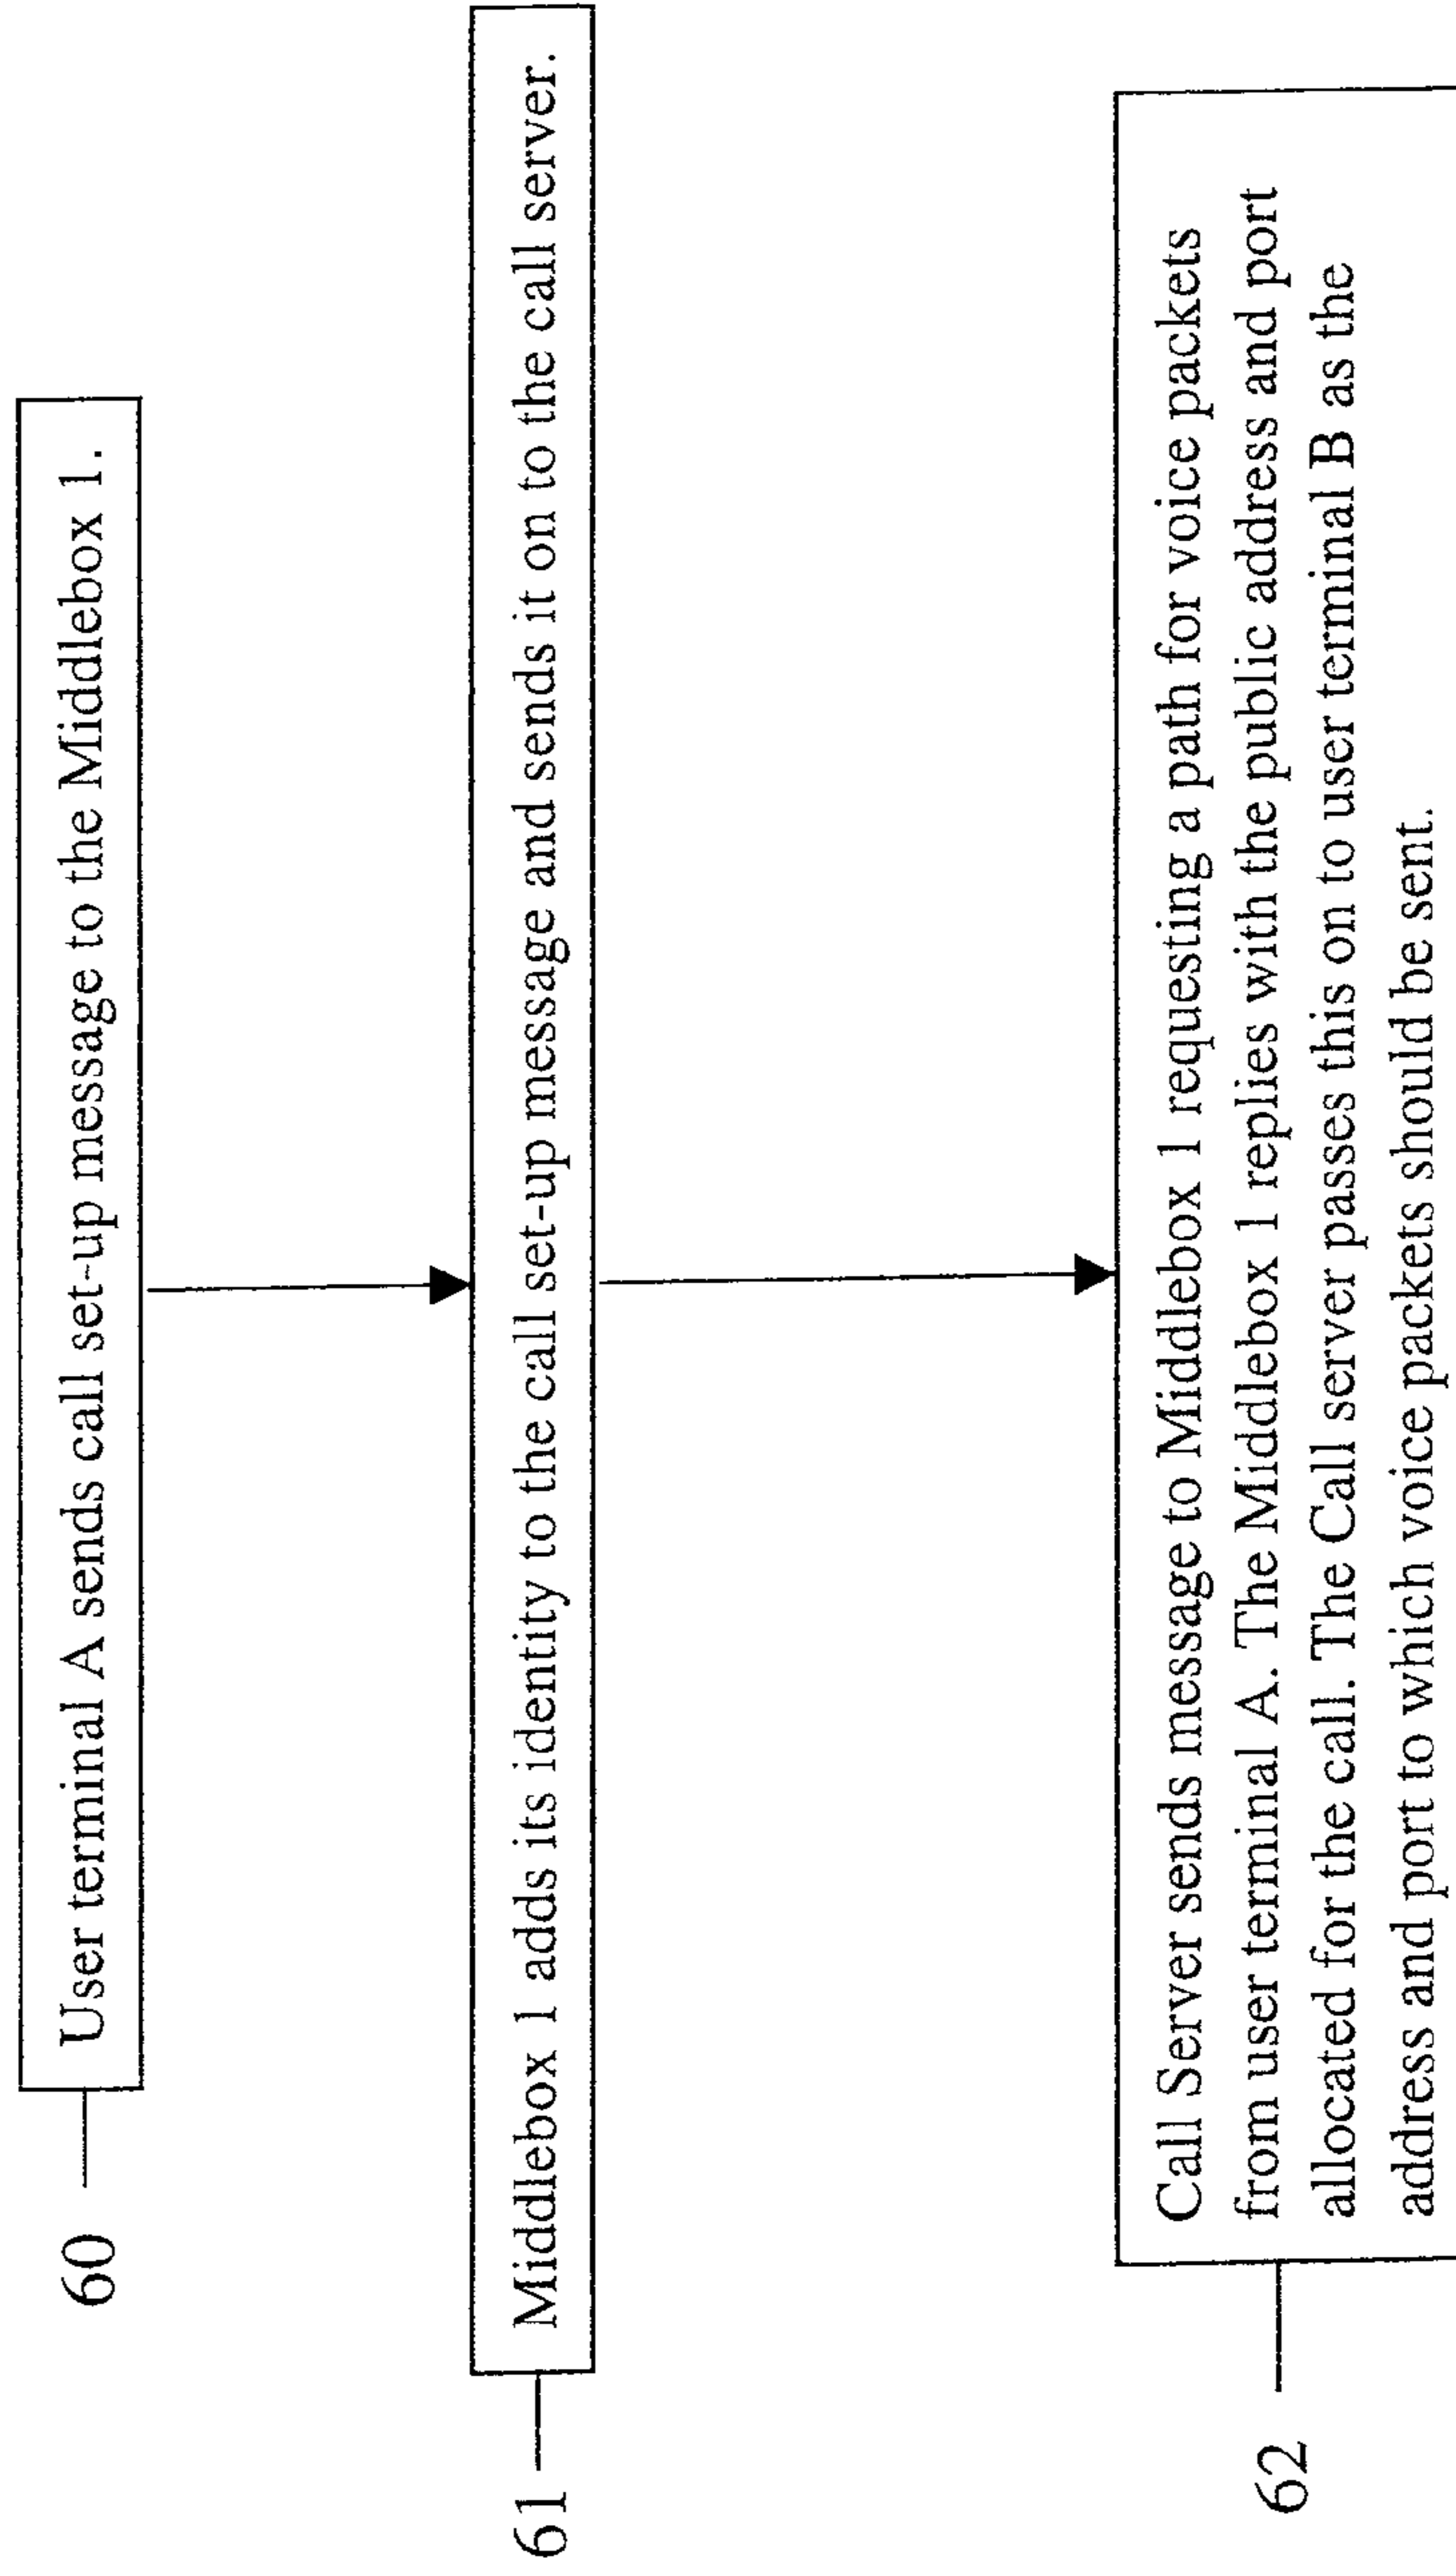 60
User terminal A sends call set-up message to the Middlebox 1.
61
Middlebox 1 adds its identity to the call set-up message and sends it on to the call server.
62
Call Server sends message to Middlebox 1 requesting a path for voice packets
from user terminal A. The Middlebox 1 replies with the public address and port
allocated for the call. The Call server passes this on to user terminal B as the
address and port to which voice packets should be sent.